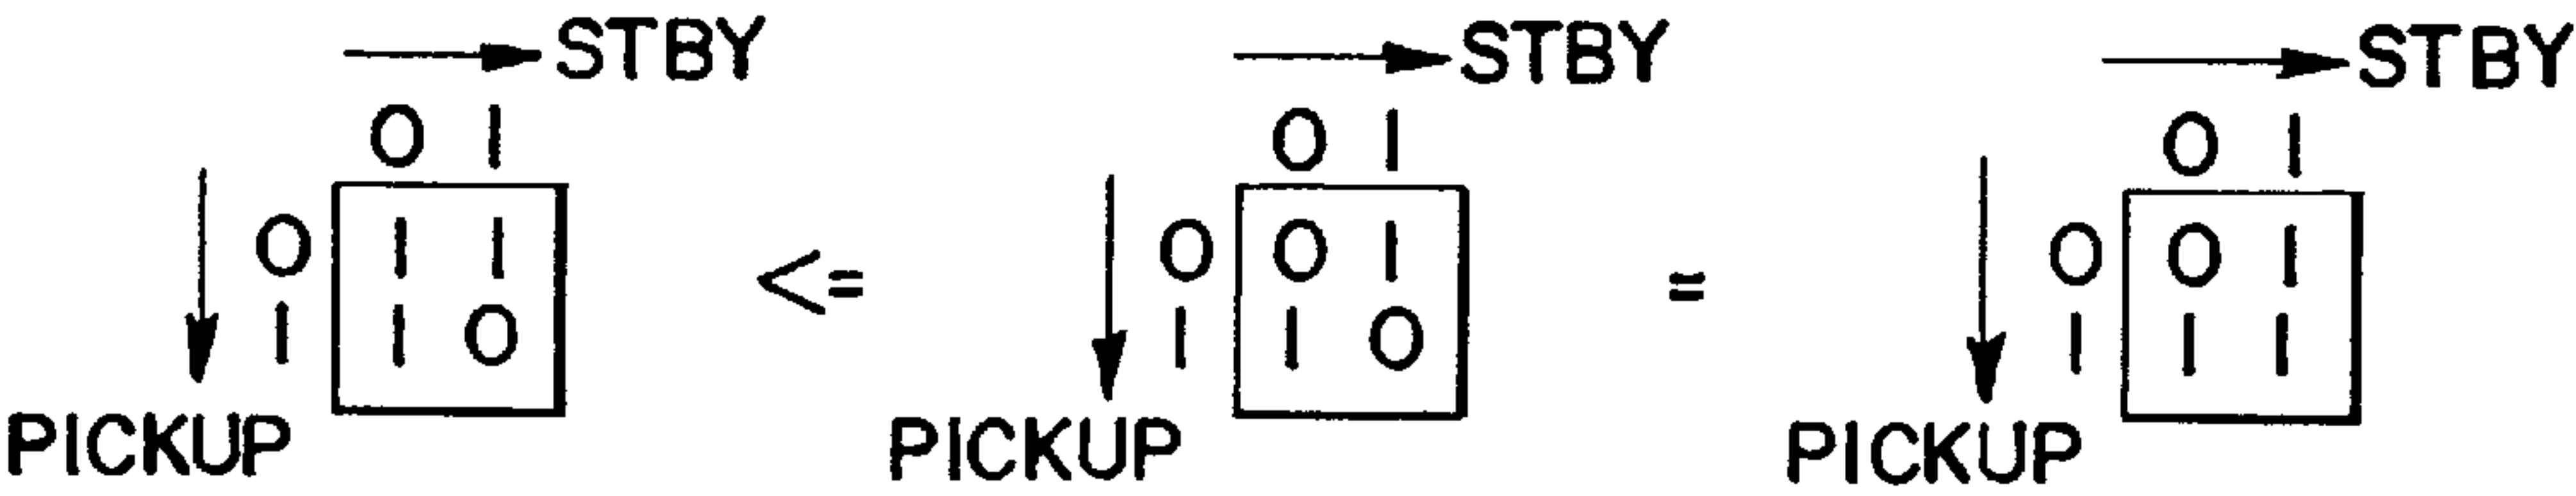 STBY STBY STBY
0 1 0 1 0 1
0 1 1 0 0 1 0 0 1
<= =
1 1 0 1 1 0 1 1 1
PICKUP PICKUP PICKUP